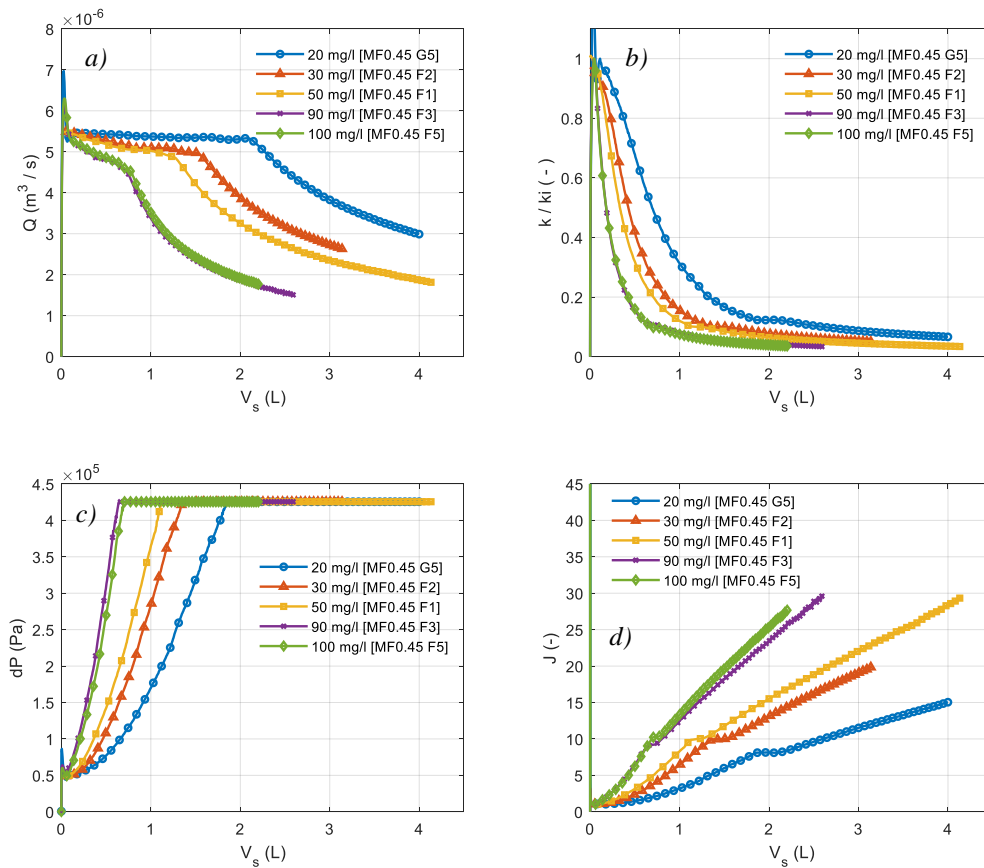 ×10⁻⁶
8
7
6
5
4
3
2
1
0
Q (m³ / s)
a)
20 mg/l [MF0.45 G5]
30 mg/l [MF0.45 F2]
50 mg/l [MF0.45 F1]
90 mg/l [MF0.45 F3]
100 mg/l [MF0.45 F5]
0 1 2 3 4
Vₛ (L)
1
0.8
0.6
0.4
0.2
0
k / ki ( - )
b)
20 mg/l [MF0.45 G5]
30 mg/l [MF0.45 F2]
50 mg/l [MF0.45 F1]
90 mg/l [MF0.45 F3]
100 mg/l [MF0.45 F5]
0 1 2 3 4
Vₛ (L)
×10⁵
4.5
4
3.5
3
2.5
2
1.5
1
0.5
0
dP (Pa)
c)
20 mg/l [MF0.45 G5]
30 mg/l [MF0.45 F2]
50 mg/l [MF0.45 F1]
90 mg/l [MF0.45 F3]
100 mg/l [MF0.45 F5]
0 1 2 3 4
Vₛ (L)
45
40
35
30
25
20
15
10
5
0
J (-)
d)
20 mg/l [MF0.45 G5]
30 mg/l [MF0.45 F2]
50 mg/l [MF0.45 F1]
90 mg/l [MF0.45 F3]
100 mg/l [MF0.45 F5]
0 1 2 3 4
Vₛ (L)